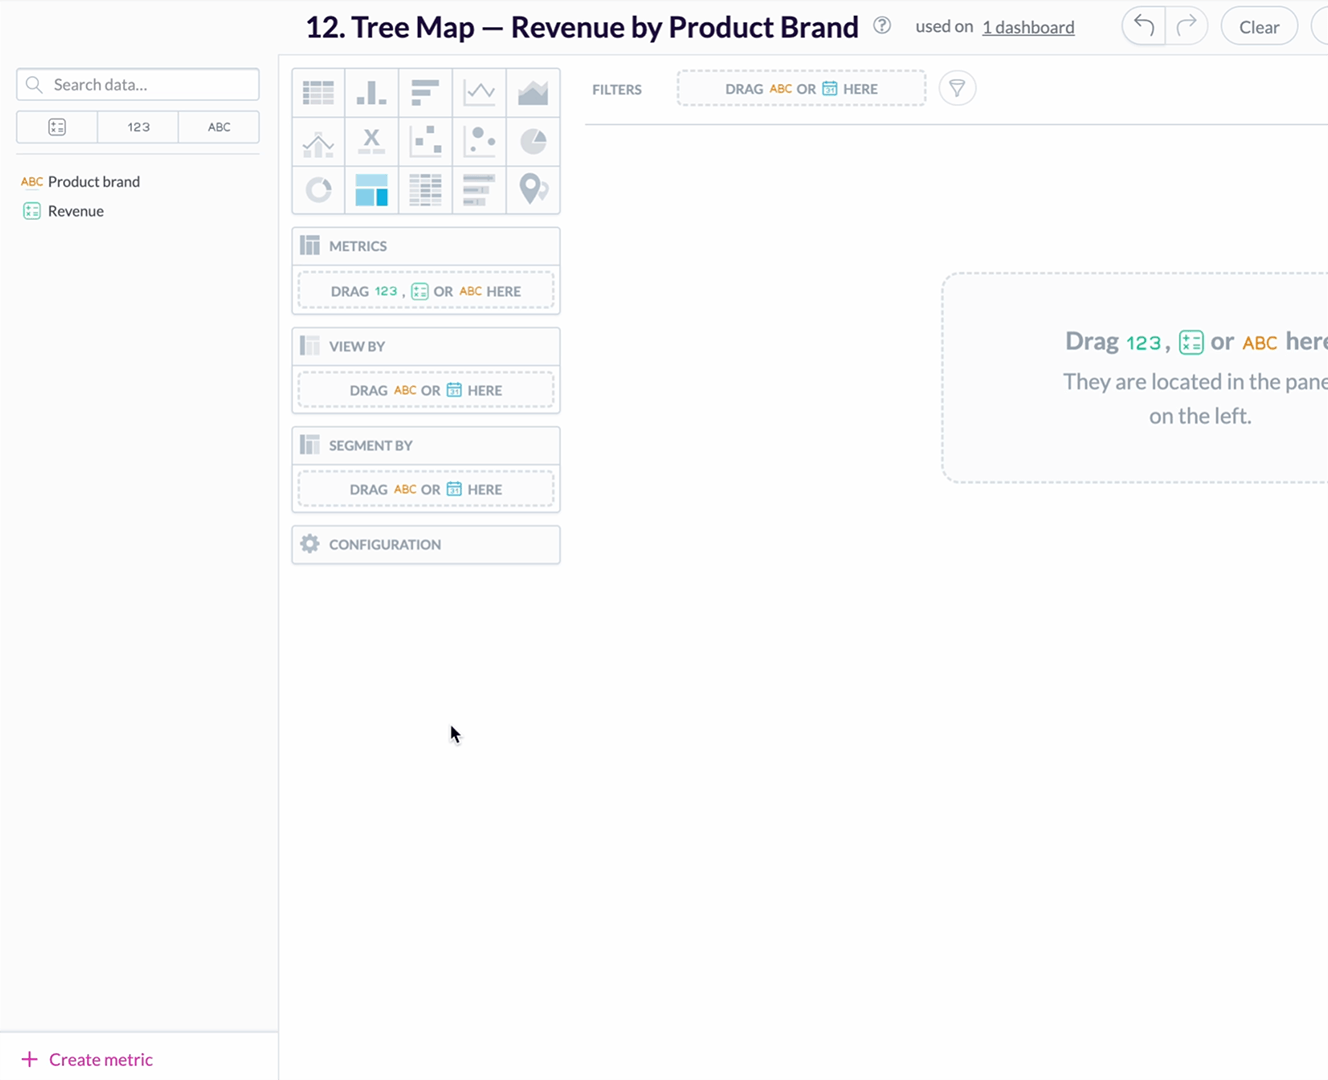 12. Tree Map — Revenue by Product Brand
used on 1 dashboard
Clear
Search data...
123 ABC
ABC Product brand
Revenue
Create metric
X
METRICS
DRAG 123, OR ABC HERE
VIEW BY
DRAG ABC OR 31 HERE
SEGMENT BY
DRAG ABC OR 31 HERE
CONFIGURATION
FILTERS
DRAG ABC OR 31 HERE
Drag 123, or ABC here
They are located in the pane
on the left.